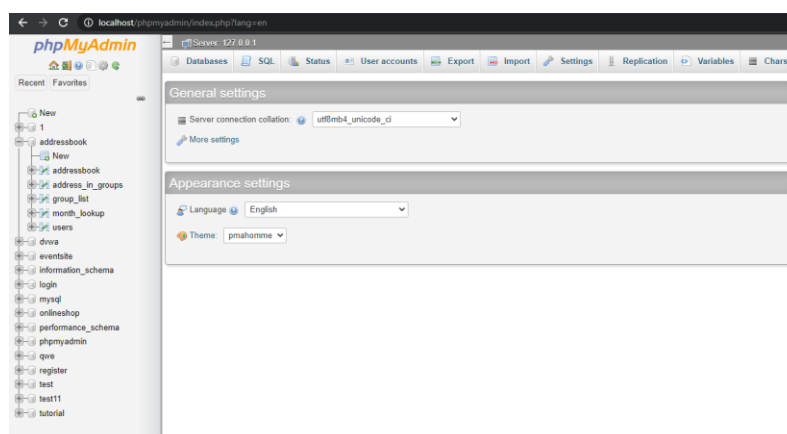 localhost/phpmyadmin/index.php?lang=en
phpMyAdmin
Recent Favorites
New
1
addressbook
New
addressbook
address_in_groups
group_list
month_lookup
users
dvwa
eventsite
information_schema
login
mysql
onlineshop
performance_schema
phpmyadmin
qwe
register
test
test11
tutorial
Server: 127.0.0.1
Databases SQL Status User accounts Export Import Settings Replication Variables Chars
General settings
Server connection collation: utf8mb4_unicode_ci
More settings
Appearance settings
Language English
Theme: pmahomme